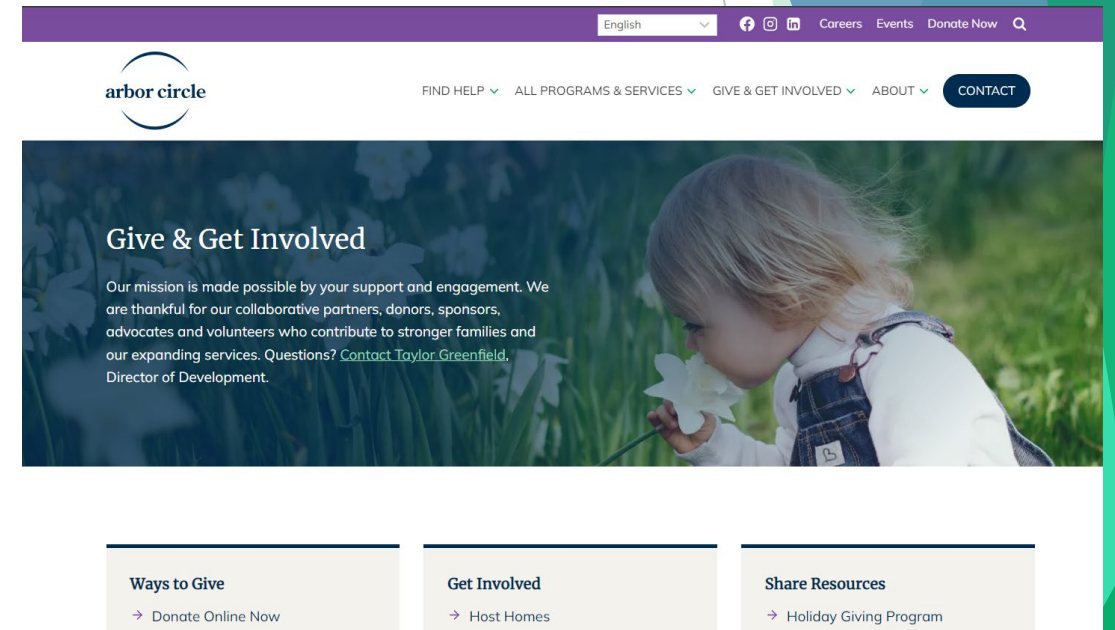 English
Careers Events Donate Now
arbor circle
FIND HELP ALL PROGRAMS & SERVICES GIVE & GET INVOLVED ABOUT CONTACT
Give & Get Involved
Our mission is made possible by your support and engagement. We
are thankful for our collaborative partners, donors, sponsors,
advocates and volunteers who contribute to stronger families and
our expanding services. Questions? Contact Taylor Greenfield,
Director of Development.
Ways to Give
→ Donate Online Now
Get Involved
→ Host Homes
Share Resources
→ Holiday Giving Program